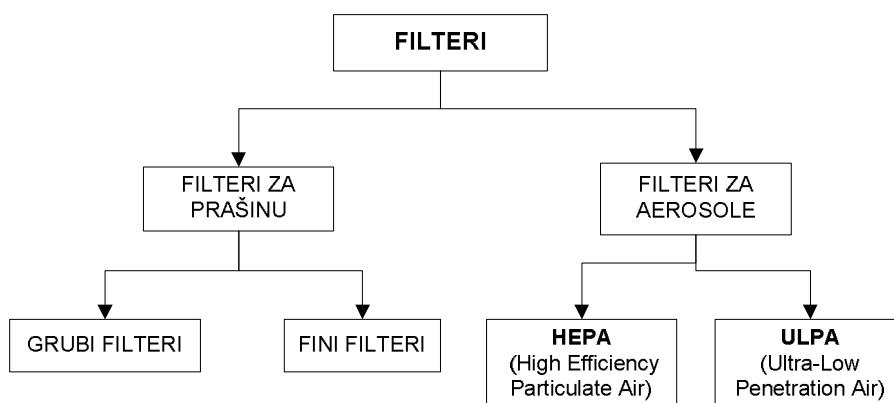 FILTERI
FILTERI ZA
PRAŠINU
FILTERI ZA
AEROSOLE
GRUBI FILTERI
FINI FILTERI
HEPA
(High Efficiency
Particulate Air)
ULPA
(Ultra-Low
Penetration Air)